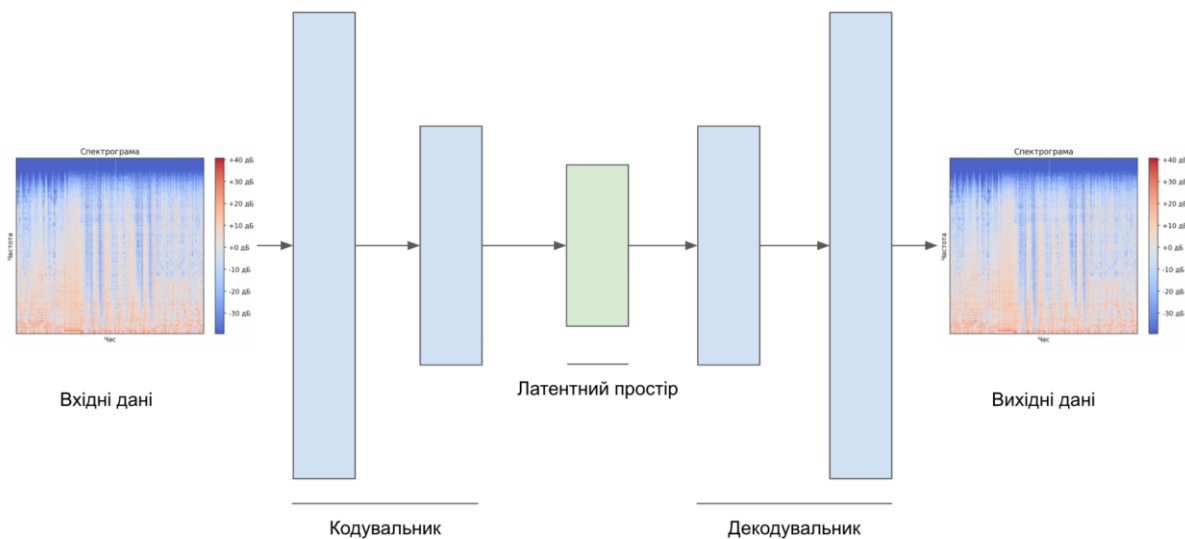 Спектрограма
+40 дБ
+30 дБ
+20 дБ
+10 дБ
+0 дБ
-10 дБ
-20 дБ
-30 дБ
Частота
Час
Вхідні дані
Кодувальник
Латентний простір
Декодувальник
Спектрограма
+40 дБ
+30 дБ
+20 дБ
+10 дБ
+0 дБ
-10 дБ
-20 дБ
-30 дБ
Частота
Час
Вихідні дані